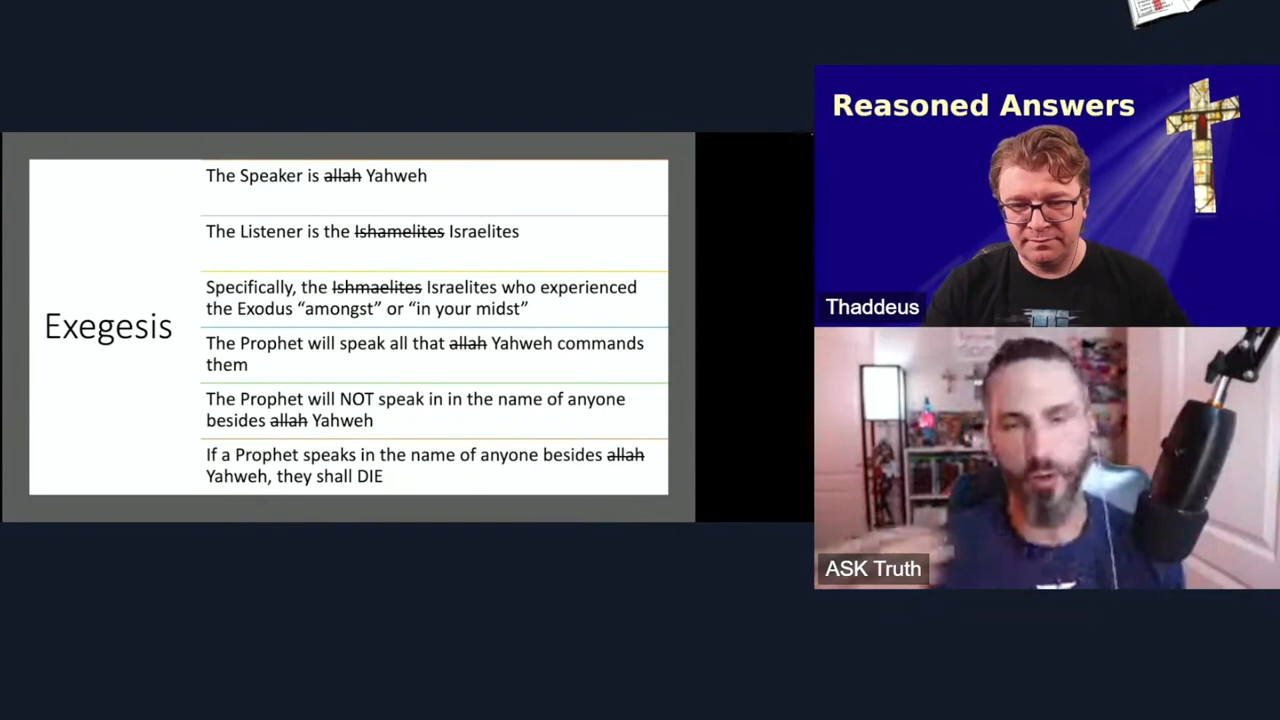 Exegesis
The Speaker is allah Yahweh
The Listener is the Ishamelites Israelites
Specifically, the Ishmaelites Israelites who experienced
the Exodus “amongst” or “in your midst”
The Prophet will speak all that allah Yahweh commands
them
The Prophet will NOT speak in in the name of anyone
besides allah Yahweh
If a Prophet speaks in the name of anyone besides allah
Yahweh, they shall DIE
Reasoned Answers
Thaddeus
ASK Truth